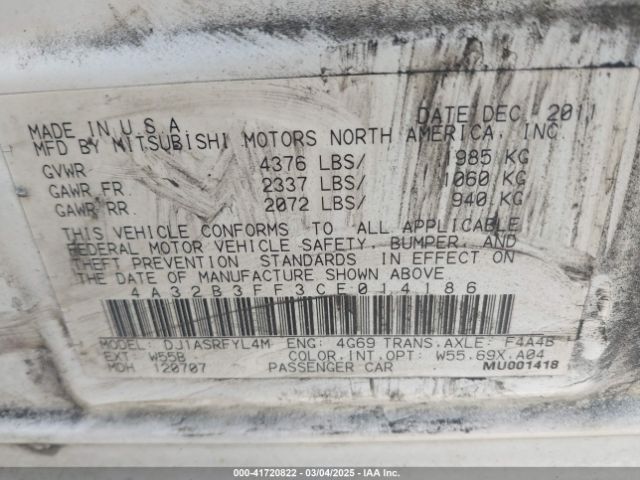 MADE IN U.S.A. DATE DEC 2011
MFD BY MITSUBISHI MOTORS NORTH AMERICA, INC.
GVWR 4376 LBS/ 1985 KG
GAWR FR 2337 LBS/ 1060 KG
GAWR RR 2072 LBS/ 940 KG
THIS VEHICLE CONFORMS TO ALL APPLICABLE
FEDERAL MOTOR VEHICLE SAFETY, BUMPER, AND
THEFT PREVENTION STANDARDS IN EFFECT ON
THE DATE OF MANUFACTURE SHOWN ABOVE
4A32B3FF3CE014186
MODEL: DJ1ASRFYL4M ENG: 4G69 TRANS.AXLE: F4A4B
EXT: W55B COLOR.INT.OPT: W55.69X.A04
MDH 120707 PASSENGER CAR MU001418
000-41720822 — 03/04/2025 — IAA Inc.